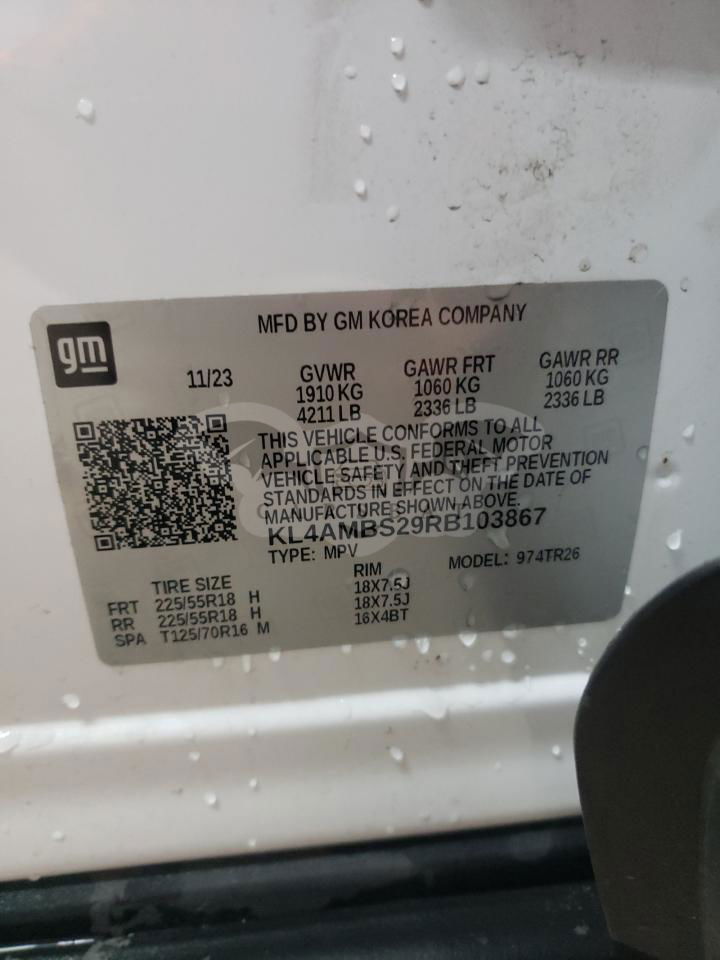 gm
MFD BY GM KOREA COMPANY
11/23
GVWR
1910 KG
4211 LB
GAWR FRT
1060 KG
2336 LB
GAWR RR
1060 KG
2336 LB
THIS VEHICLE CONFORMS TO ALL
APPLICABLE U.S. FEDERAL MOTOR
VEHICLE SAFETY AND THEFT PREVENTION
STANDARDS IN EFFECT ON THE DATE OF
MANUFACTURE SHOWN ABOVE.
KL4AMBS29RB103867
TYPE: MPV
MODEL: 974TR26
TIRE SIZE
RIM
FRT 225/55R18 H 18X7.5J
RR 225/55R18 H 18X7.5J
SPA T125/70R16 M 16X4BT